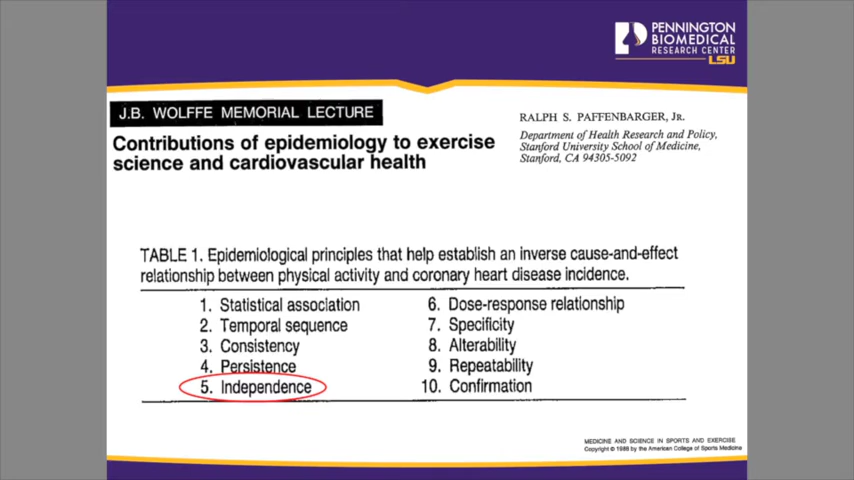 PENNINGTON
BIOMEDICAL
RESEARCH CENTER
LSU
J.B. WOLFFE MEMORIAL LECTURE
Contributions of epidemiology to exercise
science and cardiovascular health
RALPH S. PAFFENBARGER, JR.
Department of Health Research and Policy,
Stanford University School of Medicine,
Stanford, CA 94305-5092
TABLE 1. Epidemiological principles that help establish an inverse cause-and-effect
relationship between physical activity and coronary heart disease incidence.
1. Statistical association
2. Temporal sequence
3. Consistency
4. Persistence
5. Independence
6. Dose-response relationship
7. Specificity
8. Alterability
9. Repeatability
10. Confirmation
MEDICINE AND SCIENCE IN SPORTS AND EXERCISE
Copyright © 1988 by the American College of Sports Medicine